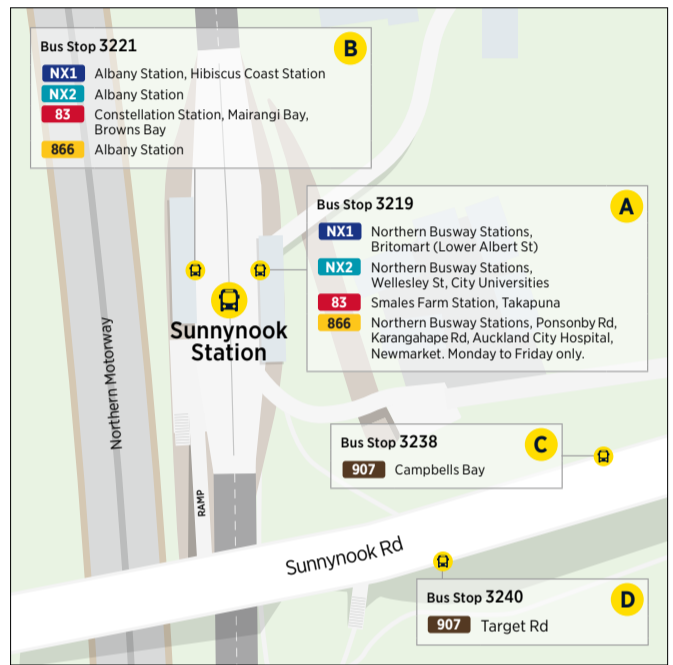 Bus Stop 3221
B
NX1 Albany Station, Hibiscus Coast Station
NX2 Albany Station
83 Constellation Station, Mairangi Bay,
Browns Bay
866 Albany Station
Bus Stop 3219
A
NX1 Northern Busway Stations,
Britomart (Lower Albert St)
NX2 Northern Busway Stations,
Wellesley St, City Universities
83 Smales Farm Station, Takapuna
866 Northern Busway Stations, Ponsonby Rd,
Karangahape Rd, Auckland City Hospital,
Newmarket. Monday to Friday only.
Sunnynook
Station
Northern Motorway
Bus Stop 3238
C
907 Campbells Bay
RAMP
Sunnynook Rd
Bus Stop 3240
D
907 Target Rd